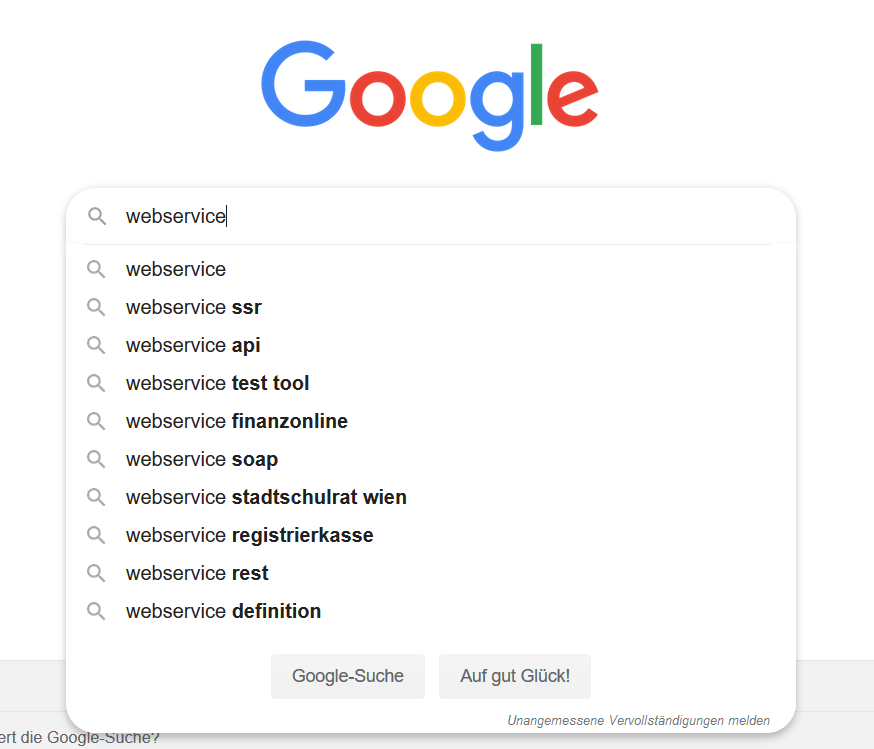 Google
webservice
webservice
webservice ssr
webservice api
webservice test tool
webservice finanzonline
webservice soap
webservice stadtschulrat wien
webservice registrierkasse
webservice rest
webservice definition
Google-Suche Auf gut Glück!
Unangemessene Vervollständigungen melden
ert die Google-Suche?